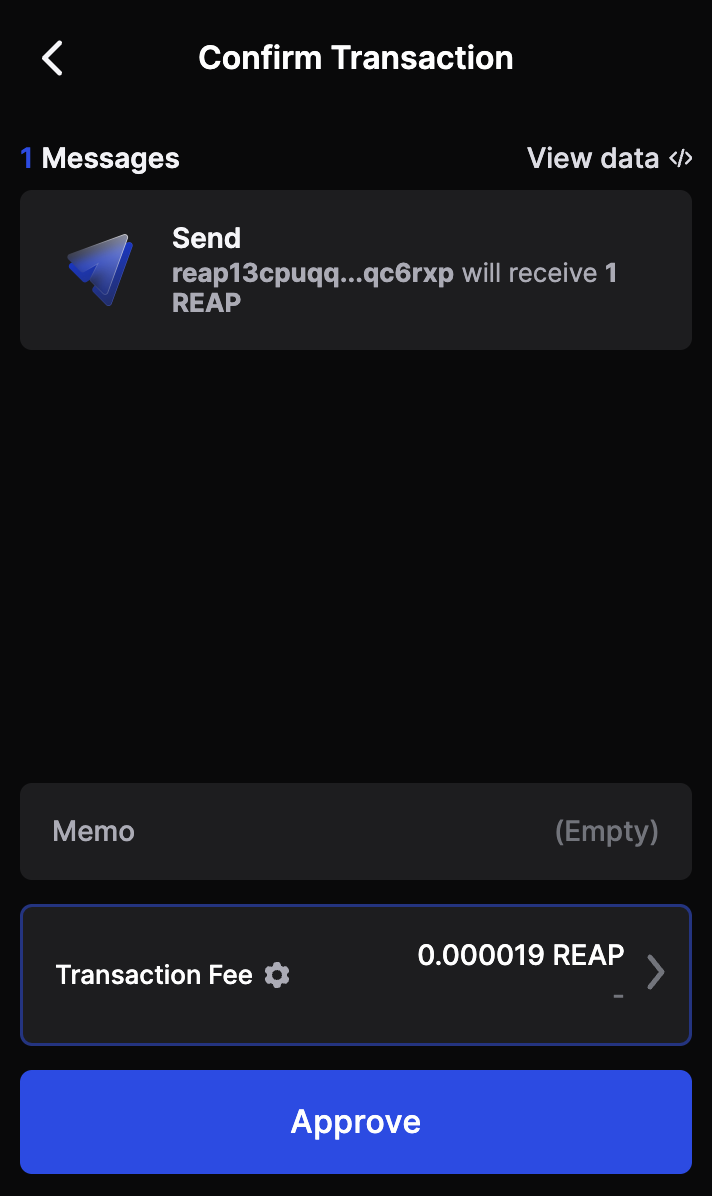 Confirm Transaction
1 Messages
View data </>
Send
reap13cpuqq...qc6rxp will receive 1
REAP
Memo
(Empty)
0.000019 REAP
Transaction Fee
-
Approve